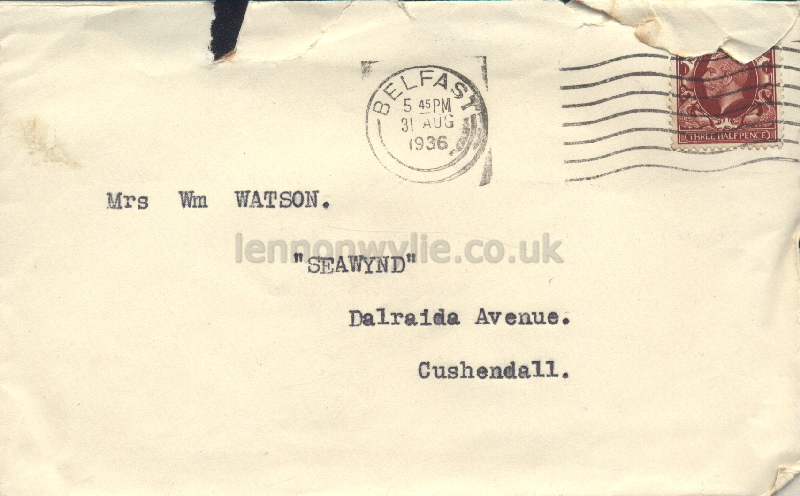 BELFAST
5 45 PM
31 AUG
1936
THREE HALFPENCE
Mrs Wm WATSON.
lennonwylie.co.uk
"SEAWYND"
Dalraida Avenue.
Cushendall.